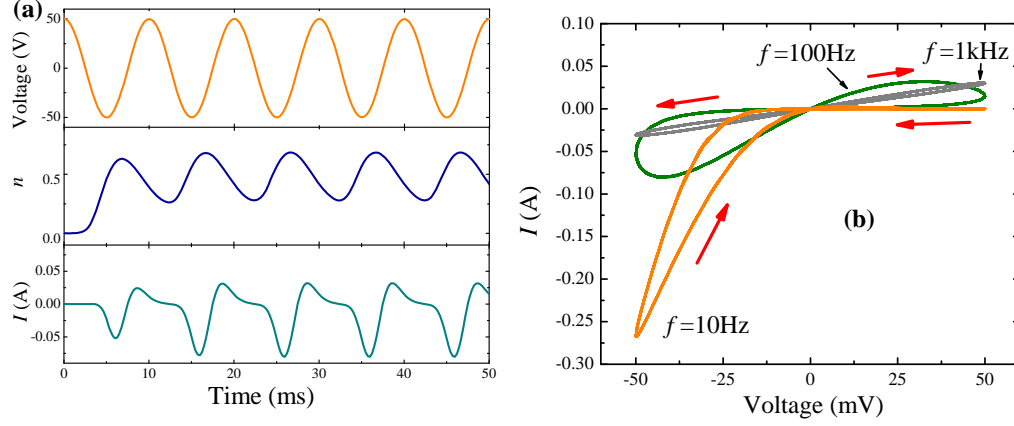 (a)
Voltage (V)
50
0
-50
n
0.5
0.0
I (A)
0.05
0.00
-0.05
0 10 20 30 40 50
Time (ms)
I (A)
0.10
0.05
0.00
-0.05
-0.10
-0.15
-0.20
-0.25
-0.30
f=100Hz
f=1kHz
(b)
f=10Hz
-50 -25 0 25 50
Voltage (mV)